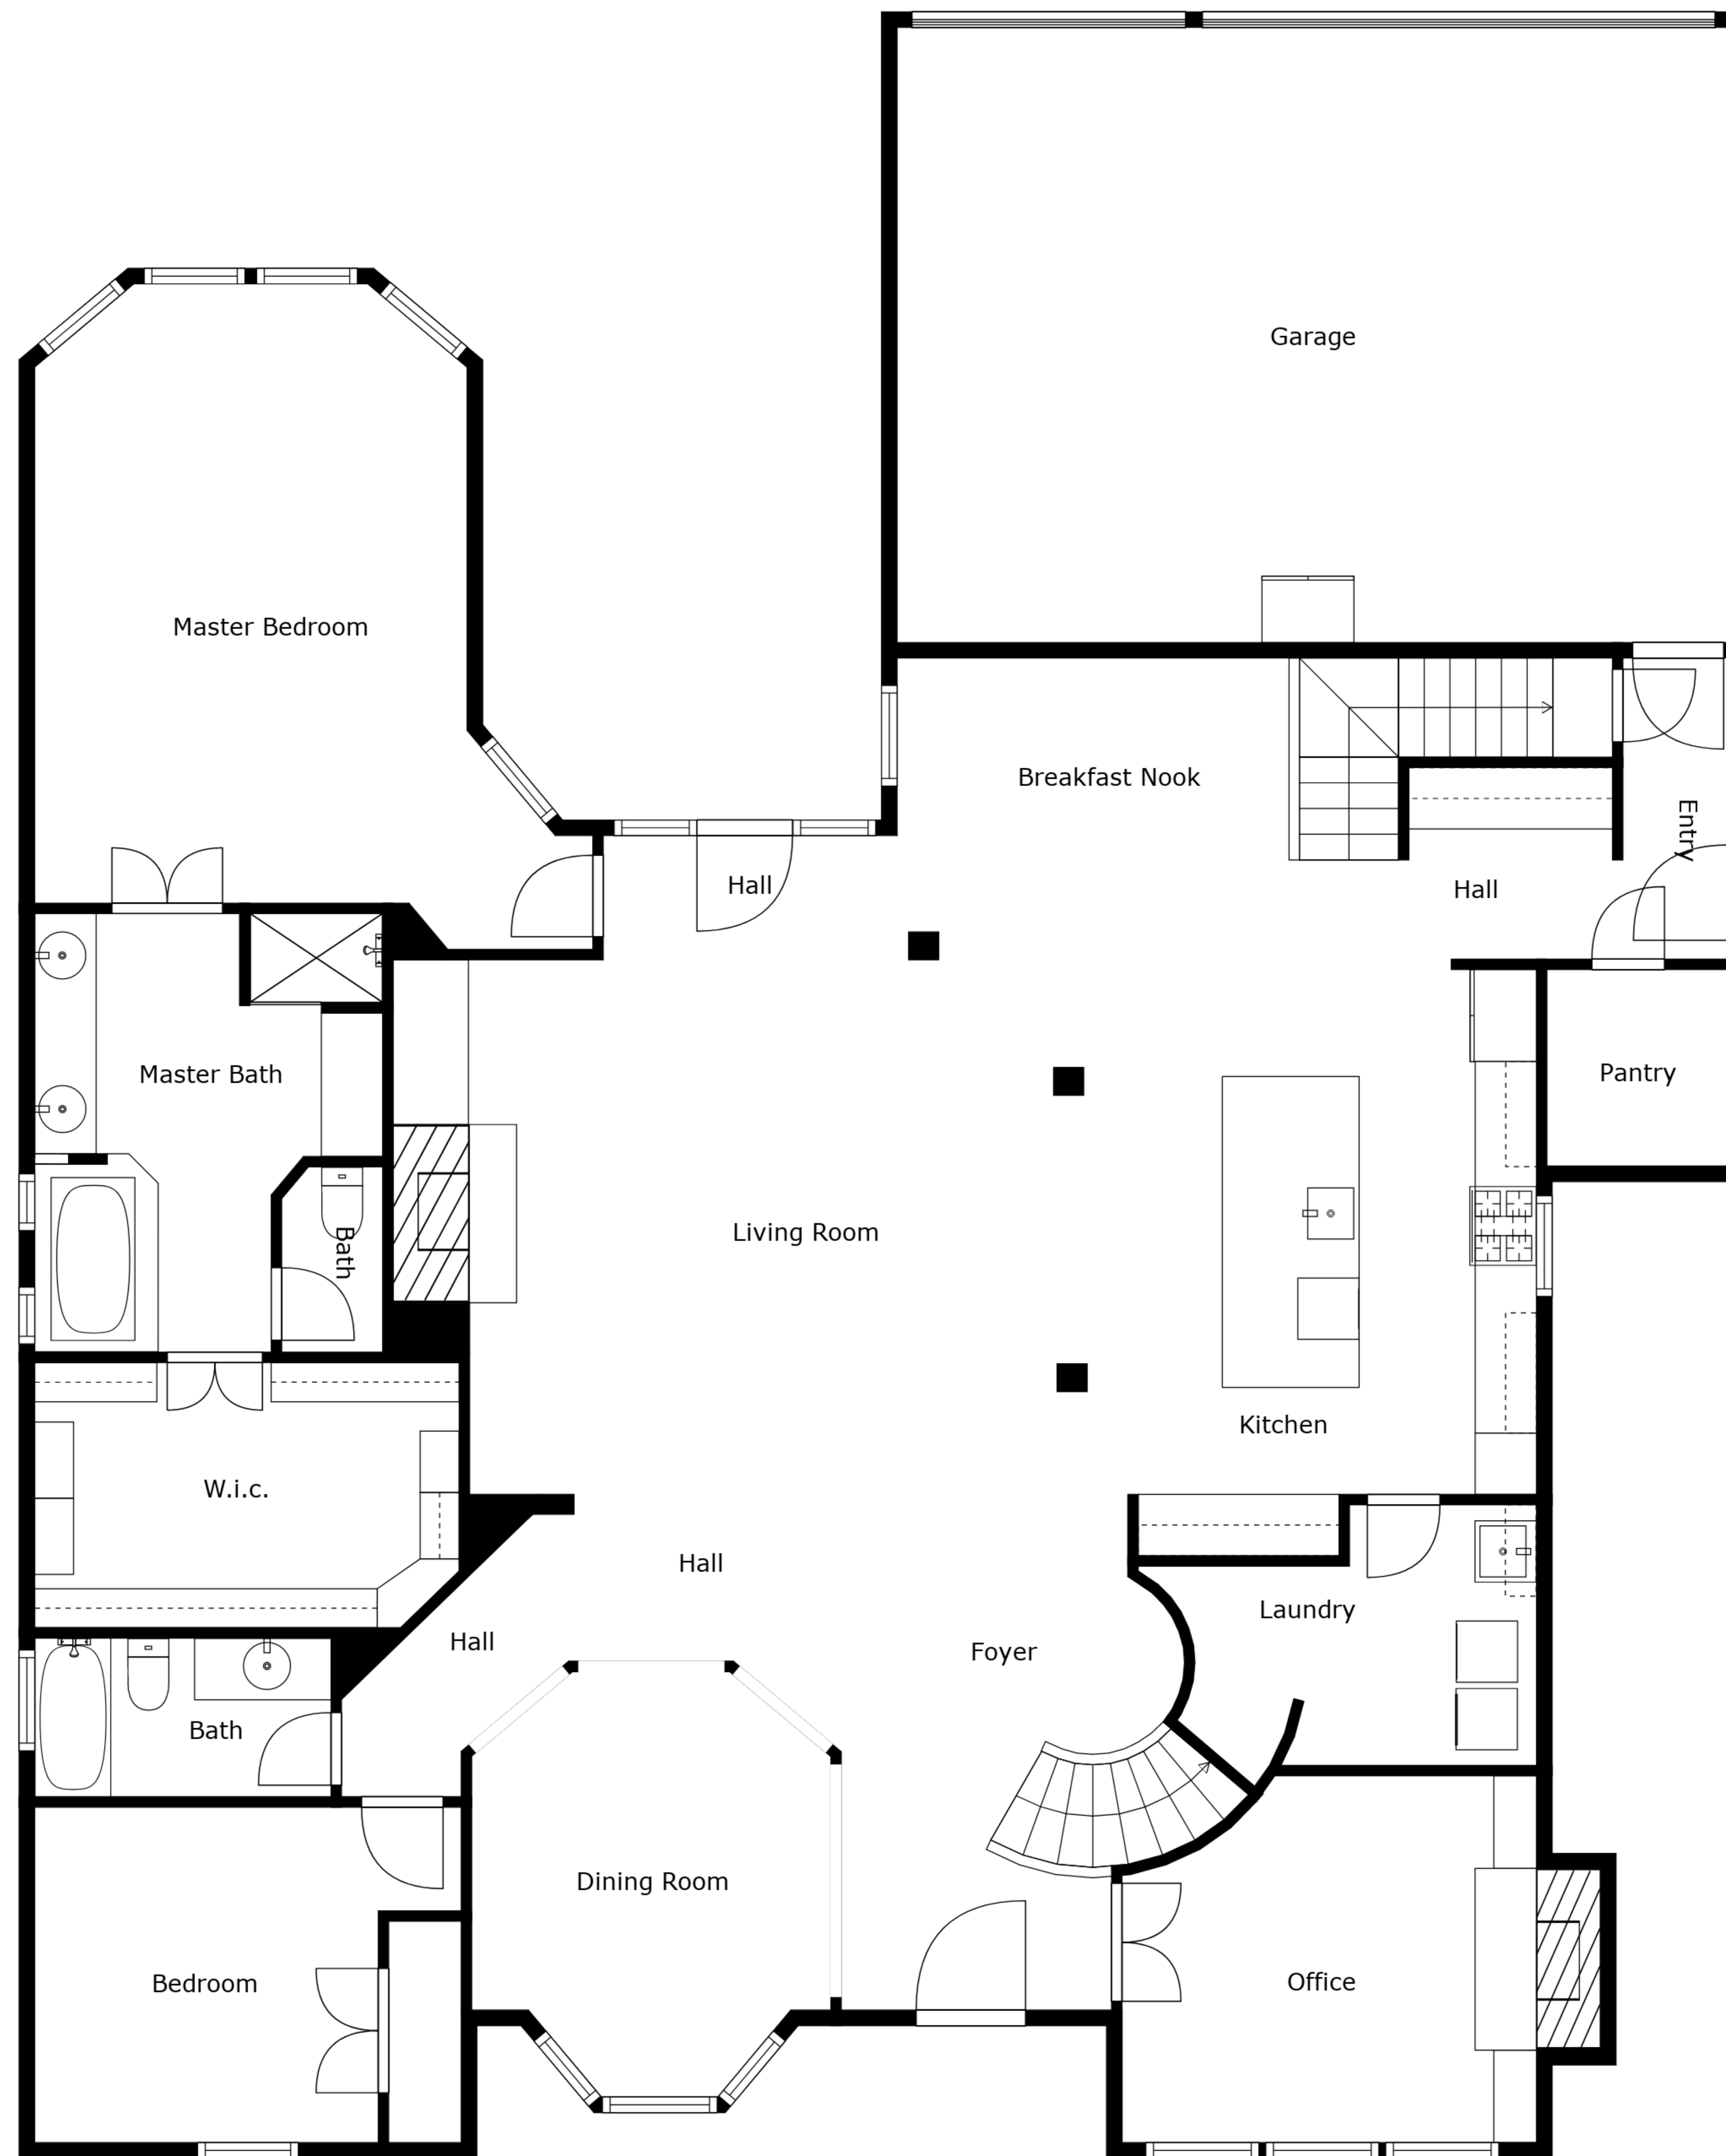 Garage
Master Bedroom
Breakfast Nook
Entry
Hall
Hall
Master Bath
Pantry
Bath
Living Room
Kitchen
W.i.c.
Hall
Laundry
Hall
Foyer
Bath
Dining Room
Bedroom
Office